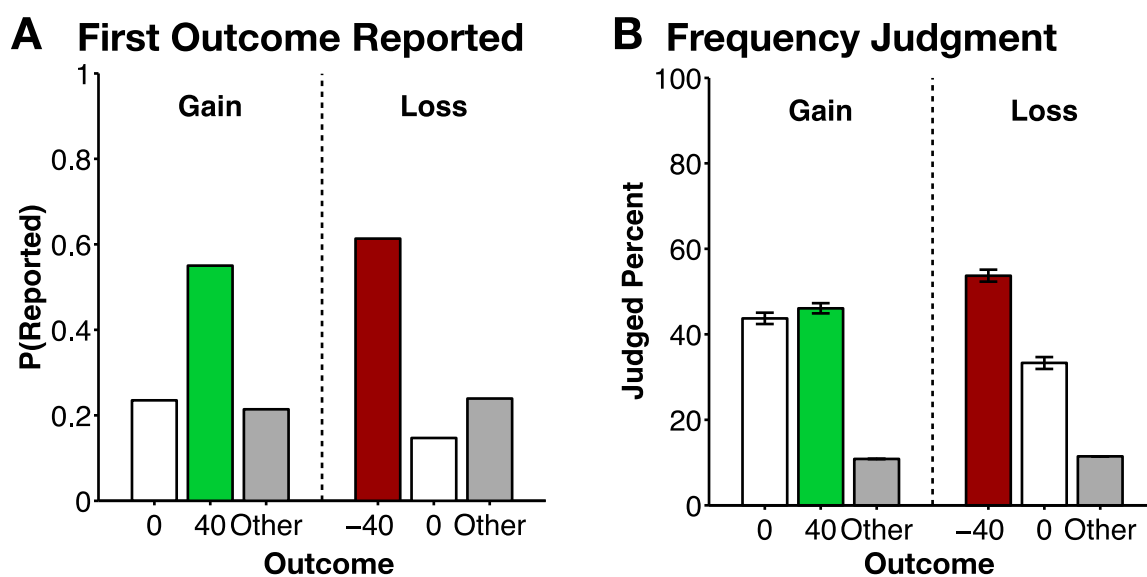 A First Outcome Reported
1
0.8
0.6
0.4
0.2
0
P(Reported)
Gain
Loss
0 40 Other −40 0 Other
Outcome
B Frequency Judgment
100
80
60
40
20
0
Judged Percent
Gain
Loss
0 40 Other −40 0 Other
Outcome